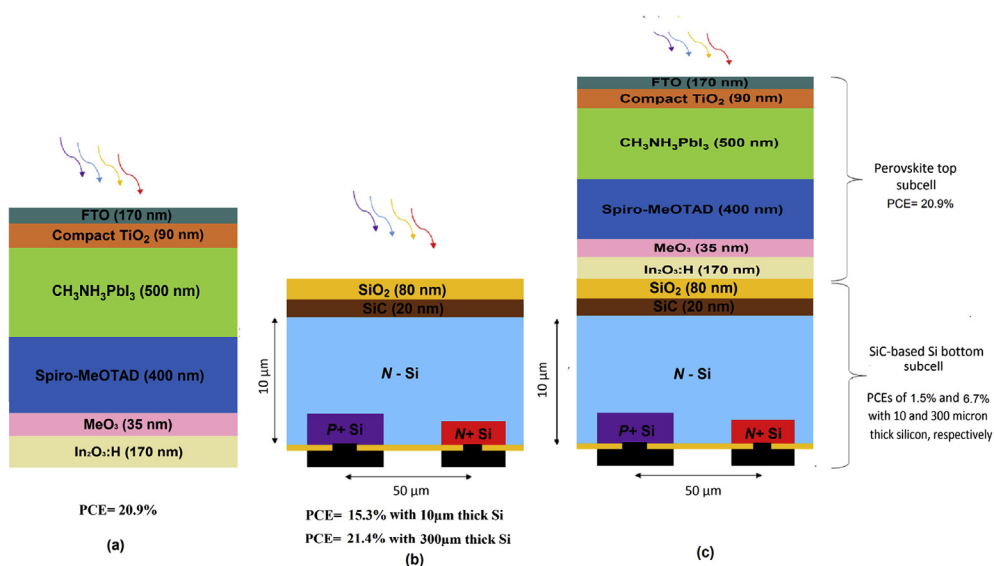 FTO (170 nm)
Compact TiO₂ (90 nm)
CH₃NH₃PbI₃ (500 nm)
Spiro-MeOTAD (400 nm)
MeO₃ (35 nm)
In₂O₃:H (170 nm)
PCE= 20.9%
(a)
SiO₂ (80 nm)
SiC (20 nm)
10 µm
N - Si
P+ Si
N+ Si
50 µm
PCE= 15.3% with 10µm thick Si
PCE= 21.4% with 300µm thick Si
(b)
FTO (170 nm)
Compact TiO₂ (90 nm)
CH₃NH₃PbI₃ (500 nm)
Spiro-MeOTAD (400 nm)
MeO₃ (35 nm)
In₂O₃:H (170 nm)
SiO₂ (80 nm)
SiC (20 nm)
10 µm
N - Si
P+ Si
N+ Si
50 µm
(c)
Perovskite top
subcell
PCE= 20.9%
SiC-based Si bottom
subcell
PCEs of 1.5% and 6.7%
with 10 and 300 micron
thick silicon, respectively